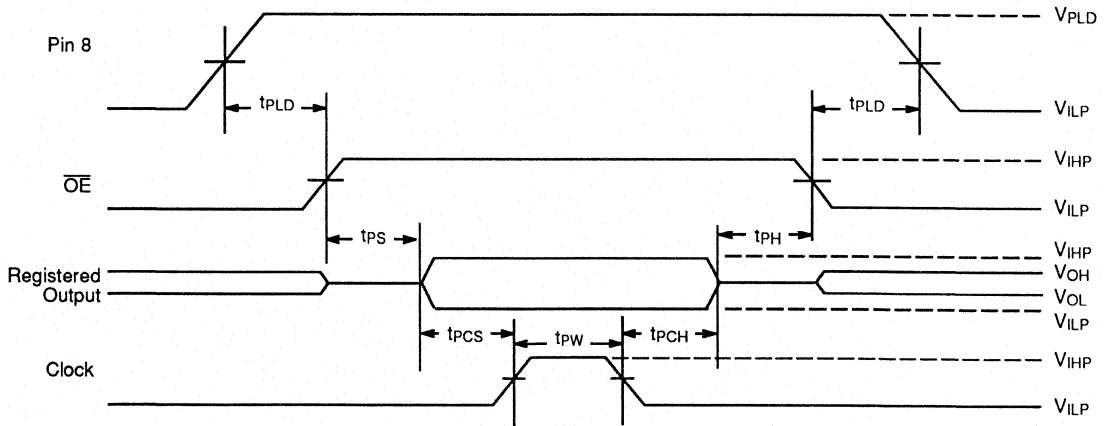 Pin 8
tPLD
tPLD
VPLD
VILP
OE
VIHP
VILP
tPS
tPH
Registered
Output
VIHP
VOH
VOL
VILP
tPCS
tPW
tPCH
Clock
VIHP
VILP